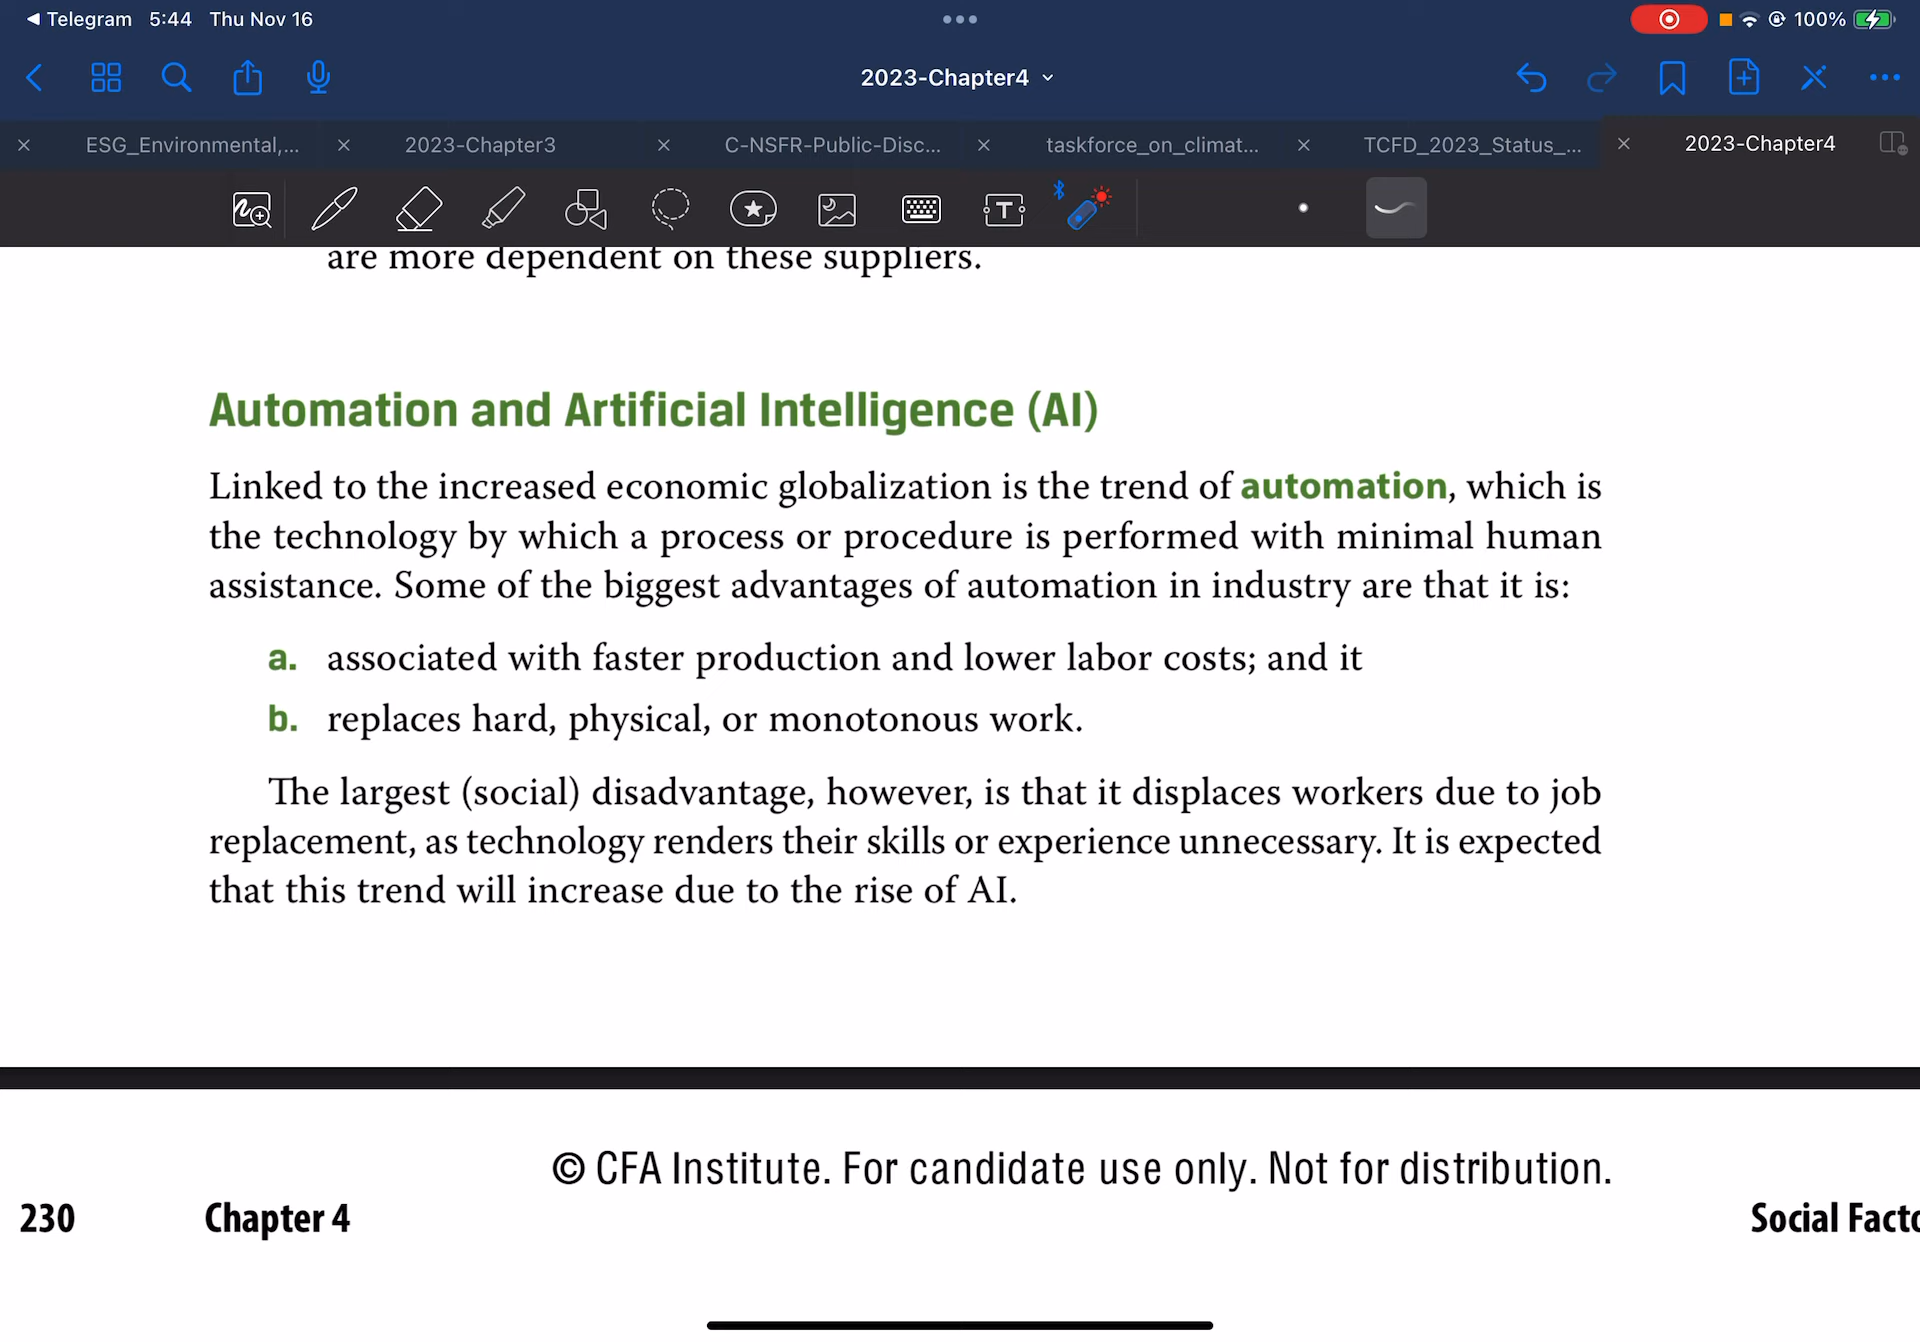 Telegram 5:44 Thu Nov 16
100%
2023-Chapter4
ESG_Environmental,...
2023-Chapter3
C-NSFR-Public-Disc...
taskforce_on_climat...
TCFD_2023_Status_...
2023-Chapter4
are more dependent on these suppliers.
Automation and Artificial Intelligence (AI)
Linked to the increased economic globalization is the trend of automation, which is
the technology by which a process or procedure is performed with minimal human
assistance. Some of the biggest advantages of automation in industry are that it is:
a. associated with faster production and lower labor costs; and it
b. replaces hard, physical, or monotonous work.
The largest (social) disadvantage, however, is that it displaces workers due to job
replacement, as technology renders their skills or experience unnecessary. It is expected
that this trend will increase due to the rise of AI.
© CFA Institute. For candidate use only. Not for distribution.
230 Chapter 4 Social Facto